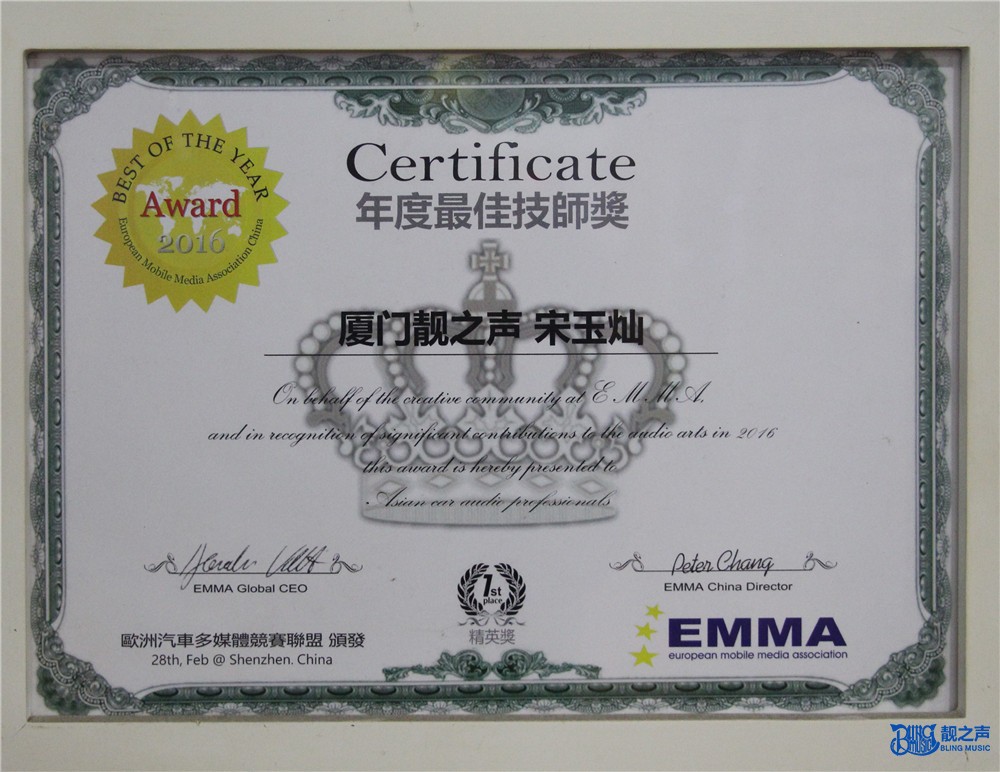 BEST OF THE YEAR
Award
2016
European Mobile Media Association China
Certificate
年度最佳技師獎
厦门靓之声 宋玉灿
On behalf of the creative community at E M M A,
and in recognition of significant contributions to the audio arts in 2016
this award is hereby presented to
Asian car audio professionals
Peter Chang
EMMA Global CEO
EMMA China Director
1st
place
精英獎
歐洲汽車多媒體競賽聯盟 頒發
28th, Feb @ Shenzhen. China
EMMA
european mobile media association
BLING
MUSIC
靓之声
BLING MUSIC